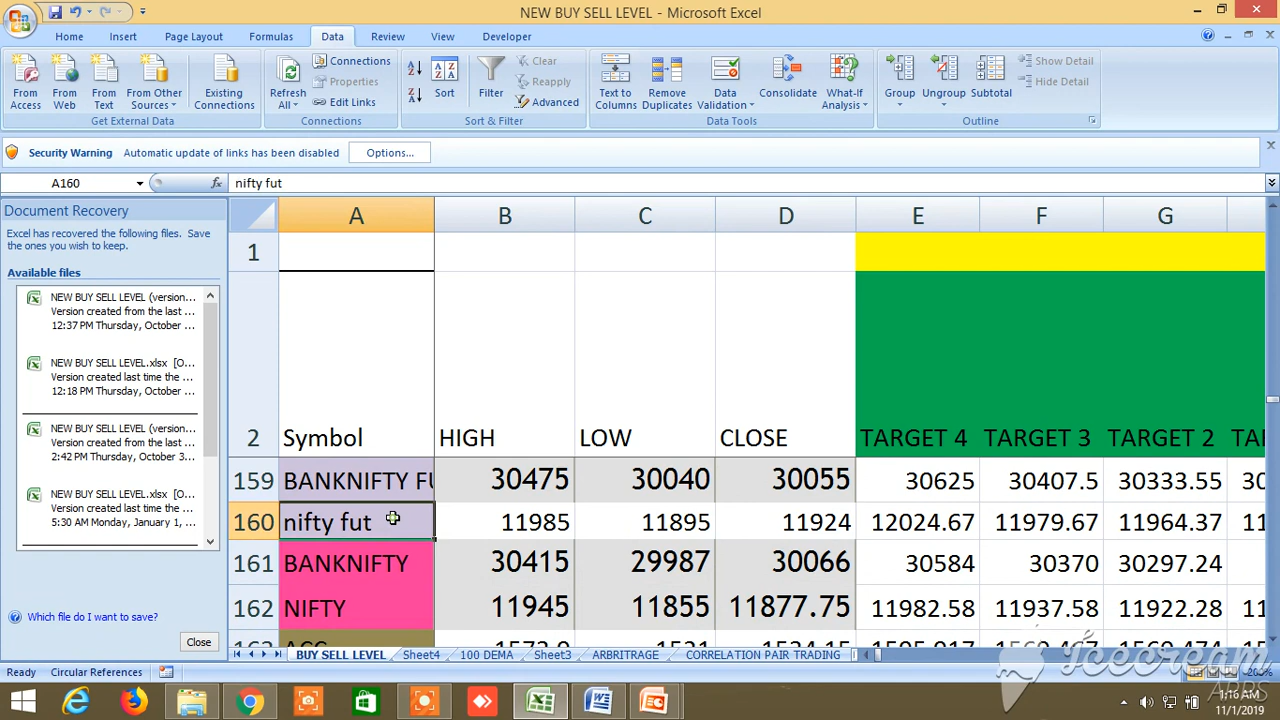 NEW BUY SELL LEVEL - Microsoft Excel
Home Insert Page Layout Formulas Data Review View Developer
From Access
From Web
From Text
From Other Sources
Existing Connections
Get External Data
Refresh All
Connections
Properties
Edit Links
Connections
Sort
Filter
Clear
Reapply
Advanced
Sort & Filter
Text to Columns
Remove Duplicates
Data Validation
Consolidate
What-If Analysis
Data Tools
Group
Ungroup
Subtotal
Show Detail
Hide Detail
Outline
Security Warning Automatic update of links has been disabled Options...
A160 fx nifty fut
Document Recovery
Excel has recovered the following files. Save
the ones you wish to keep.
Available files
NEW BUY SELL LEVEL (version...
Version created from the last ...
12:37 PM Thursday, October ...
NEW BUY SELL LEVEL.xlsx [O...
Version created last time the ...
12:18 PM Thursday, October ...
NEW BUY SELL LEVEL (version...
Version created from the last ...
2:42 PM Thursday, October 3...
NEW BUY SELL LEVEL.xlsx [O...
Version created last time the ...
5:30 AM Monday, January 1, ...
Which file do I want to save?
Close
A B C D E F G
1
2 Symbol HIGH LOW CLOSE TARGET 4 TARGET 3 TARGET 2 TA
159 BANKNIFTY FU 30475 30040 30055 30625 30407.5 30333.55 30
160 nifty fut 11985 11895 11924 12024.67 11979.67 11964.37 11
161 BANKNIFTY 30415 29987 30066 30584 30370 30297.24
162 NIFTY 11945 11855 11877.75 11982.58 11937.58 11922.28 11
BUY SELL LEVEL Sheet4 100 DEMA Sheet3 ARBRITRAGE CORRELATION PAIR TRADING
Ready Circular References 200%
Icecream
APPS
1:16 AM
11/1/2019